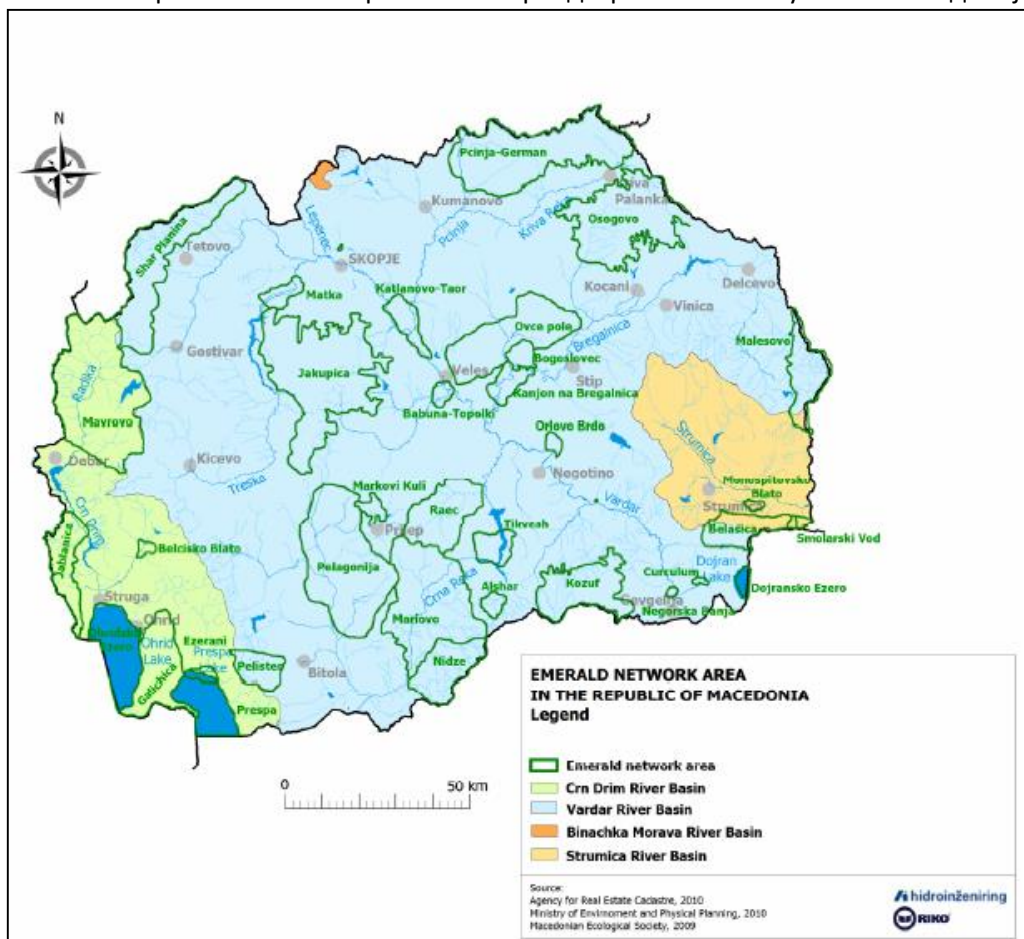 N
Pcinja-German
Kriva
Palanka
Kumanovo
Osogovo
Shar Planina
Tetovo
Lepenec
Pcinja
Kriva Reka
SKOPJE
Delcevo
Kocani
Matka
Katlanovo-Taor
Vinica
Ovce pole
Bregalnica
Malesovo
Gostivar
Bogoslovec
Veles
Stip
Jakupica
Radika
Kanjon na Bregalnica
Babuna-Topolki
Mavrovo
Orlovo Brdo
Strumica
Debar
Kicevo
Negotino
Treska
Markovi Kuli
Monospitovsko
Blato
Vardar
Strumica
Crn Drim
Raec
Tikvesh
Prilep
Belasica
Smolarski Vod
Jablanica
Belcisko Blato
Pelagonija
Dojran
Lake
Crna Reka
Alshar
Kozuf
Curculum
Dojransko Ezero
Struga
Gevgelija
Negorska Banja
Mariovo
Ohrid
Ohridsko
Ezero
Ohrid
Lake
Ezerani
Prespa
Lake
Pelister
Bitola
Nidze
Galichica
Prespa
0 50 km
EMERALD NETWORK AREA
IN THE REPUBLIC OF MACEDONIA
Legend
Emerald network area
Crn Drim River Basin
Vardar River Basin
Binachka Morava River Basin
Strumica River Basin
Source:
Agency for Real Estate Cadastre, 2010
Ministry of Envirnoment and Physical Planning, 2010
Macedonian Ecological Society, 2009
hidroinženiring
RIKO